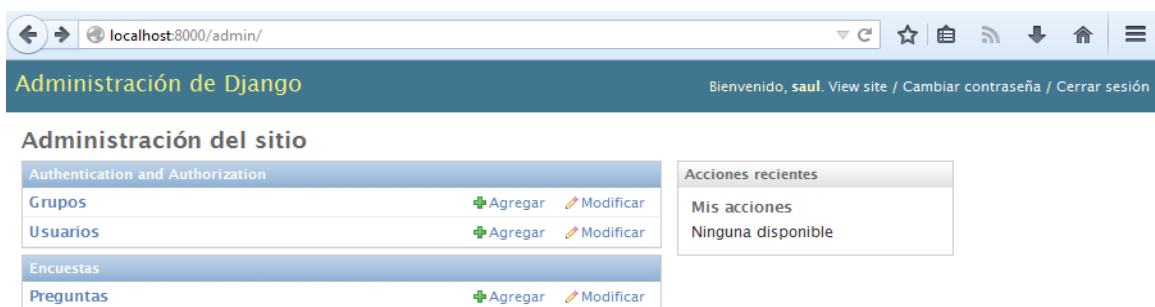 localhost:8000/admin/
Administración de Django
Bienvenido, saul. View site / Cambiar contraseña / Cerrar sesión
Administración del sitio
Authentication and Authorization
Grupos Agregar Modificar
Usuarios Agregar Modificar
Encuestas
Preguntas Agregar Modificar
Acciones recientes
Mis acciones
Ninguna disponible